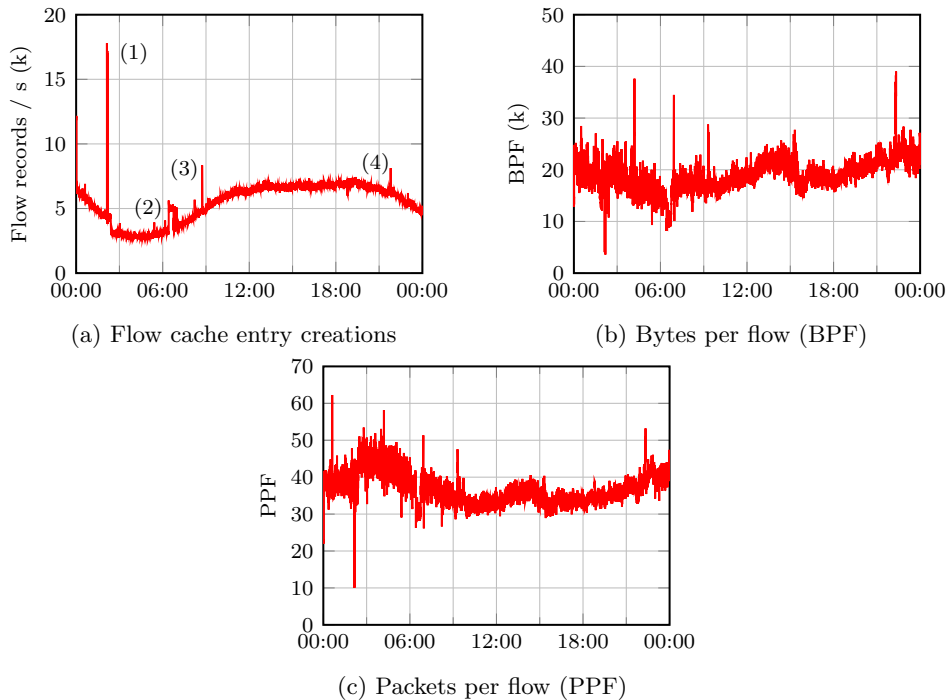 20
15
10
5
0
Flow records / s (k)
(1)
(2)
(3)
(4)
00:00 06:00 12:00 18:00 00:00
(a) Flow cache entry creations
50
40
30
20
10
0
BPF (k)
00:00 06:00 12:00 18:00 00:00
(b) Bytes per flow (BPF)
70
60
50
40
30
20
10
0
PPF
00:00 06:00 12:00 18:00 00:00
(c) Packets per flow (PPF)